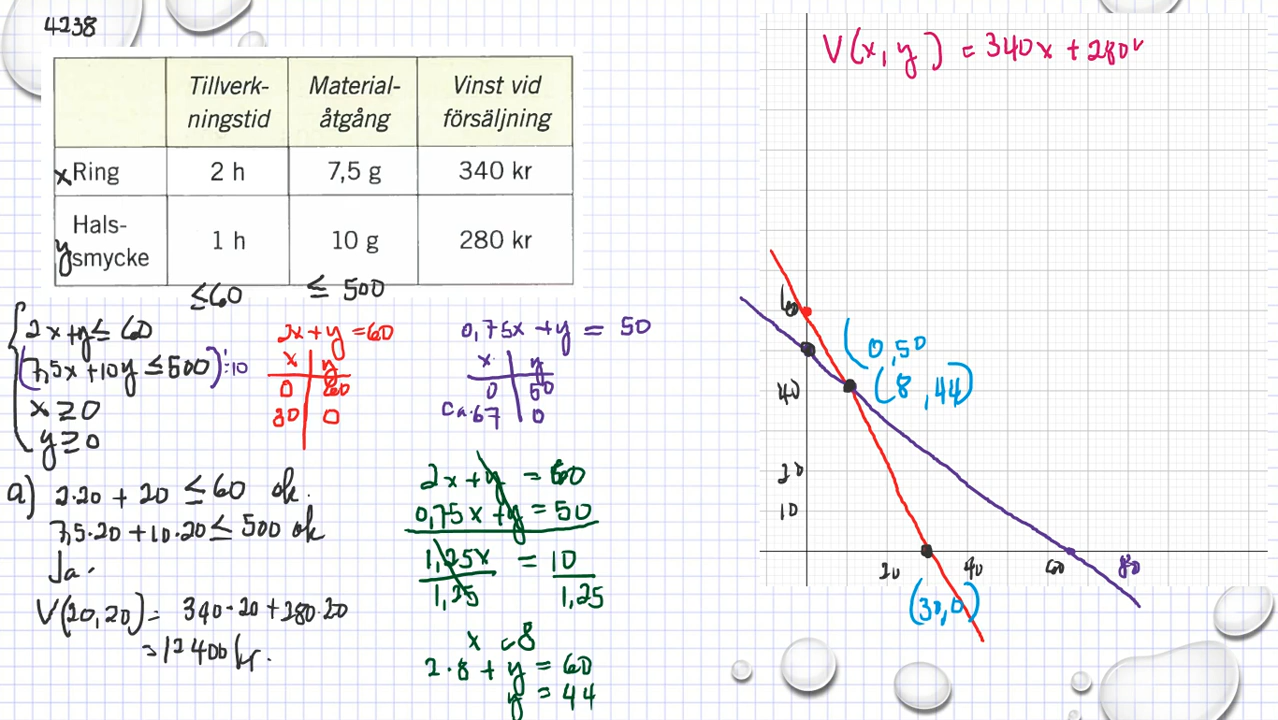 4238
V(x, y) = 340x + 280
Tillverk-
ningstid
Material-
åtgång
Vinst vid
försäljning
x Ring 2 h 7,5 g 340 kr
Hals-
y smycke 1 h 10 g 280 kr
≤60 ≤ 500
2x+y ≤ 60
(7,5x+10y ≤500):10
x ≥ 0
y ≥ 0
2x+y=60
x y
0 60
30 0
0,75x+y = 50
x y
0 50
ca.67 0
a) 2·20 + 20 ≤60 ok.
7,5·20+10·20≤ 500 ok
Ja.
V(20,20)= 340·20+280·20
=12400kr.
2x+y = 60
0,75x+y = 50
1,25x = 10
1,25 1,25
x =8
2·8 + y = 60
y = 44
60
(0,50
40
(8,44)
20
10
20 40 60 80
(30,0)